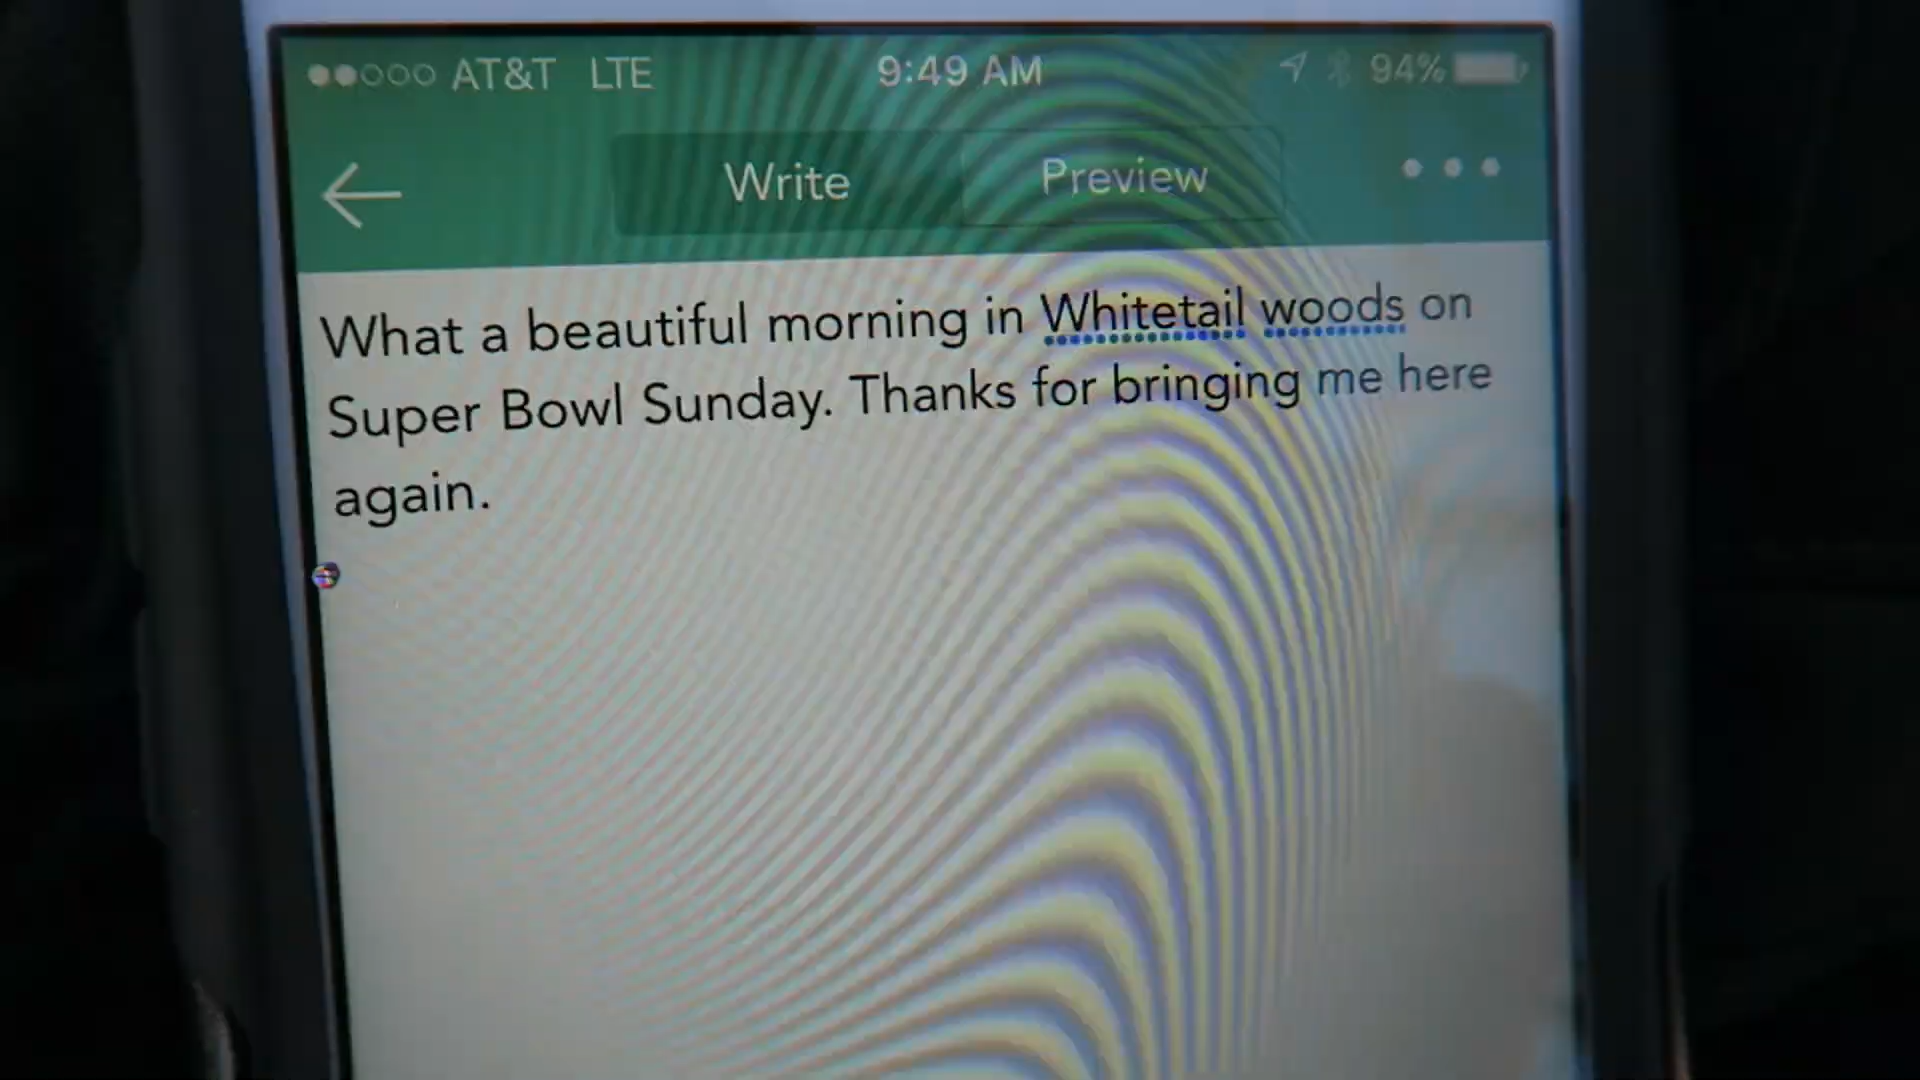 AT&T LTE 9:49 AM 94%
Write Preview
What a beautiful morning in Whitetail woods on
Super Bowl Sunday. Thanks for bringing me here
again.